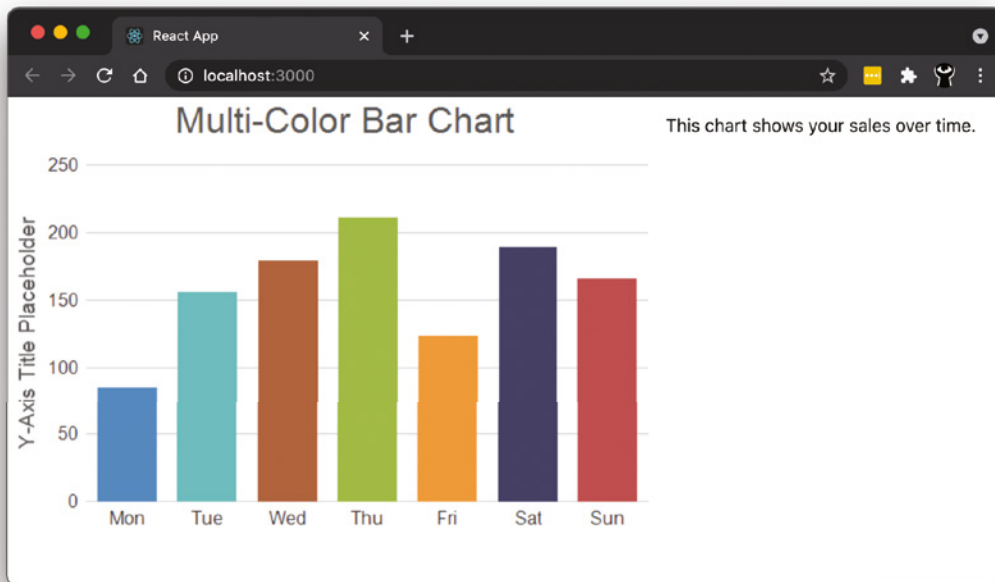 React App
localhost:3000
Multi-Color Bar Chart
This chart shows your sales over time.
Y-Axis Title Placeholder
250
200
150
100
50
0
Mon Tue Wed Thu Fri Sat Sun